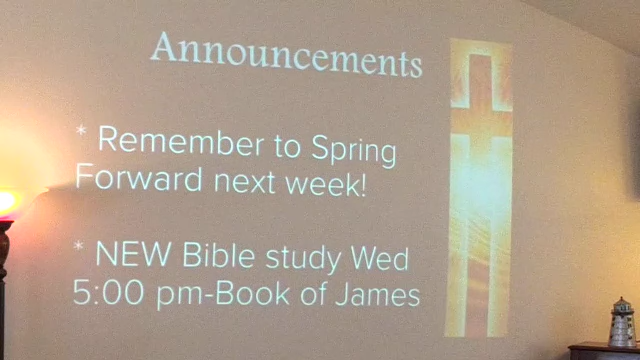 Announcements
* Remember to Spring
Forward next week!
* NEW Bible study Wed
5:00 pm-Book of James